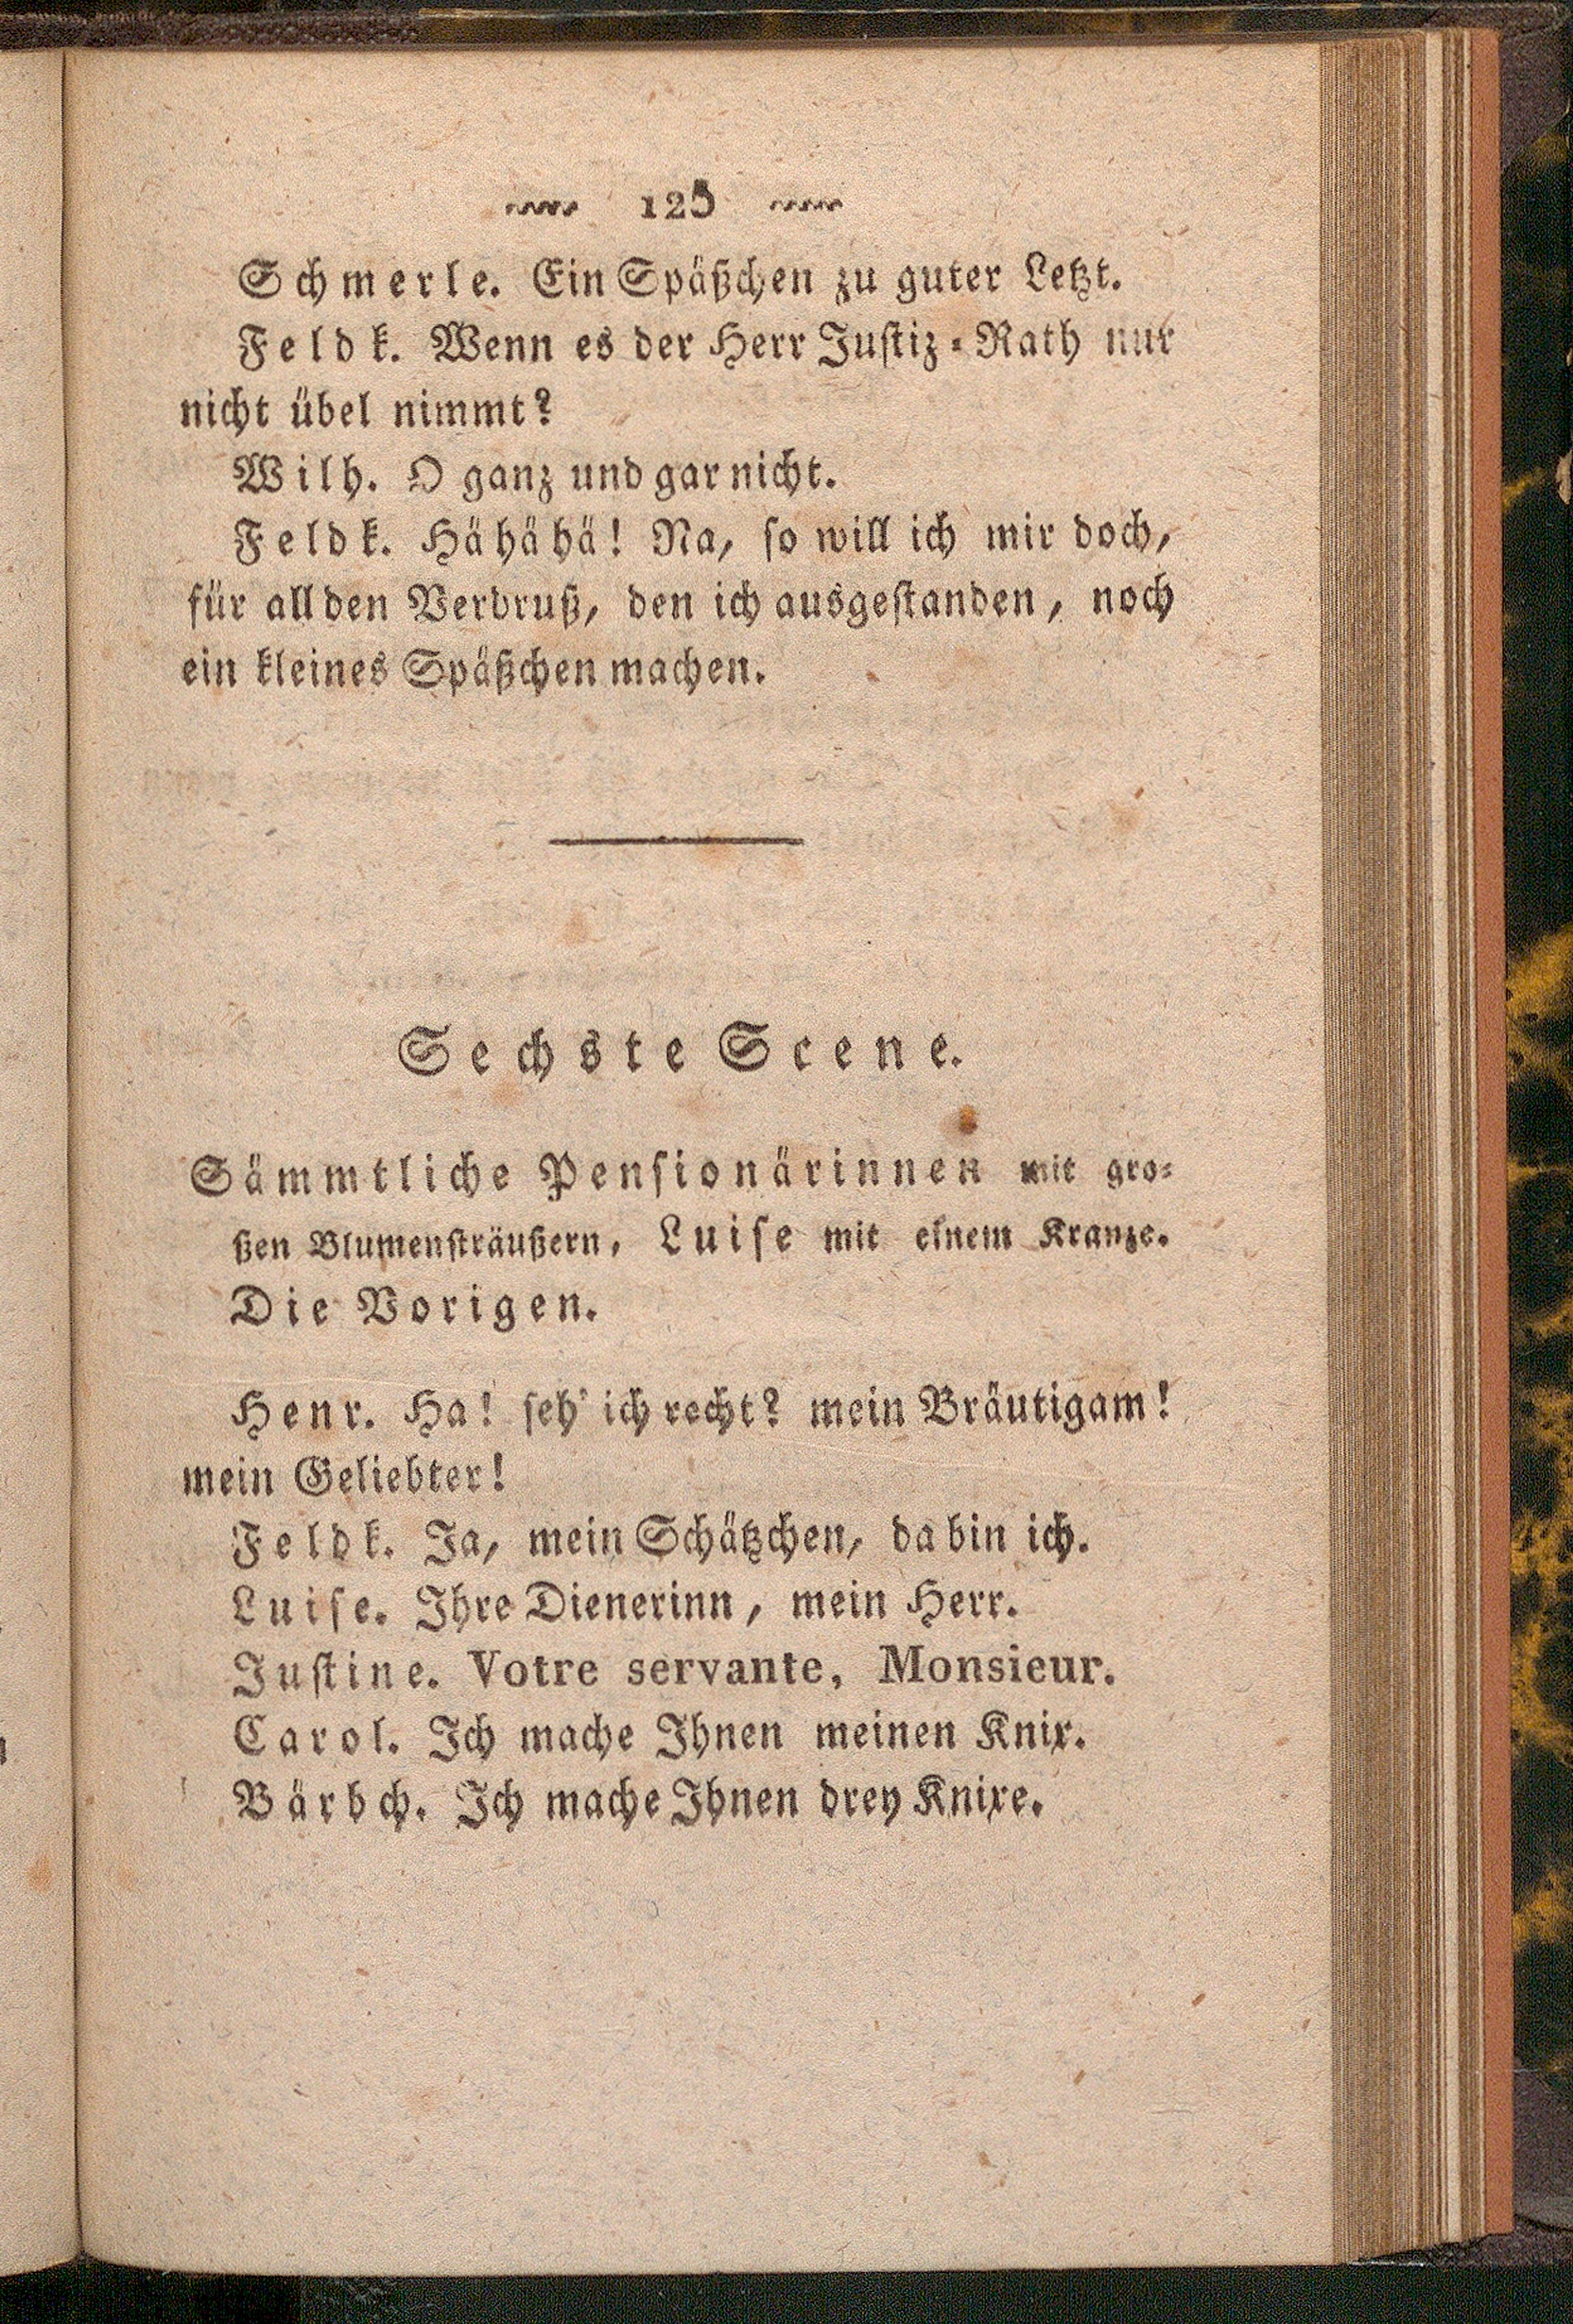 125
Schmerle. Ein Späßchen zu guter Letzt.
Feldk. Wenn es der Herr Justiz-Rath nur
nicht übel nimmt?
Wilh. O ganz und gar nicht.
Feldk. Hähähä! Na, so will ich mir doch,
für all den Verdruß, den ich ausgestanden, noch
ein kleines Späßchen machen.
Sechste Scene.
Sämmtliche Pensionärinnen mit gro-
ßen Blumensträußern, Luise mit einem Kranze.
Die Vorigen.
Henr. Ha! seh' ich recht? mein Bräutigam!
mein Geliebter!
Feldk. Ja, mein Schätzchen, da bin ich.
Luise. Ihre Dienerinn, mein Herr.
Justine. Votre servante, Monsieur.
Carol. Ich mache Ihnen meinen Knix.
Bärbch. Ich mache Ihnen drey Knixe.